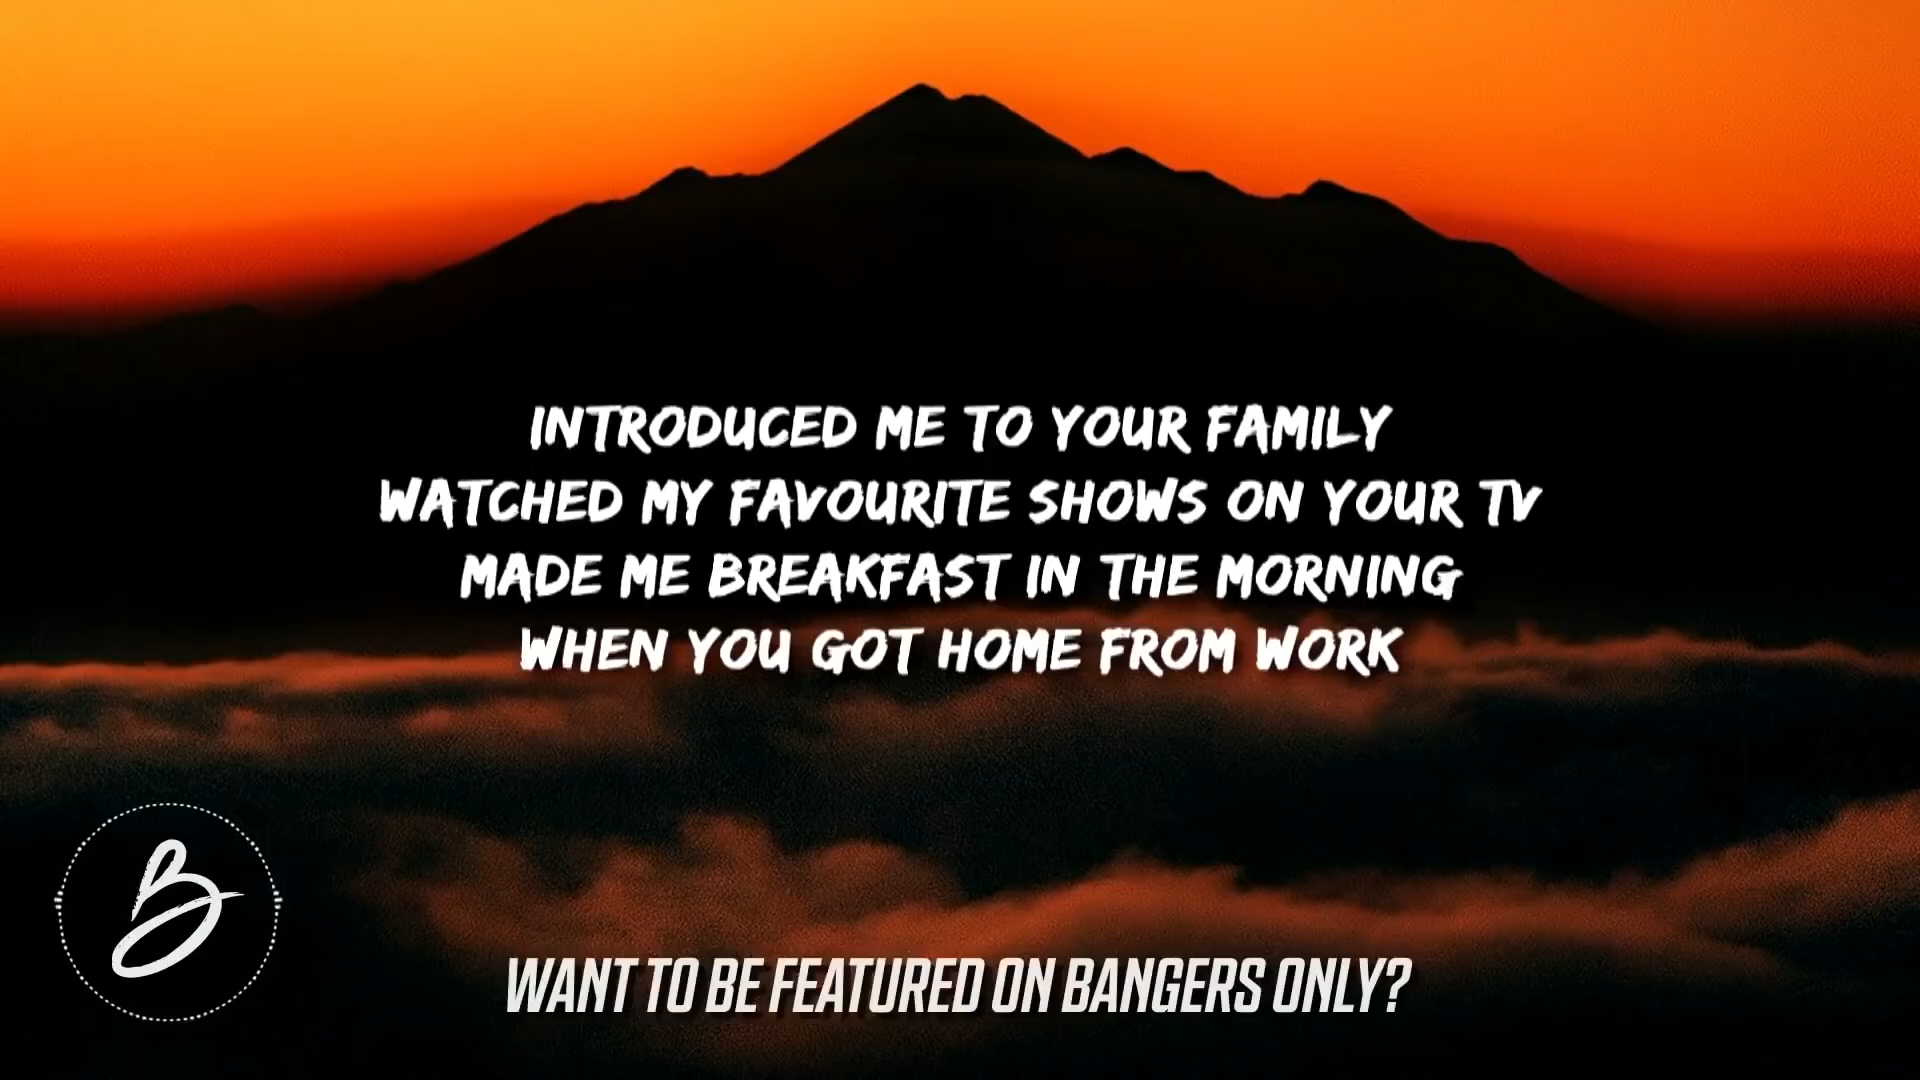 INTRODUCED ME TO YOUR FAMILY
WATCHED MY FAVOURITE SHOWS ON YOUR TV
MADE ME BREAKFAST IN THE MORNING
WHEN YOU GOT HOME FROM WORK
B
WANT TO BE FEATURED ON BANGERS ONLY?